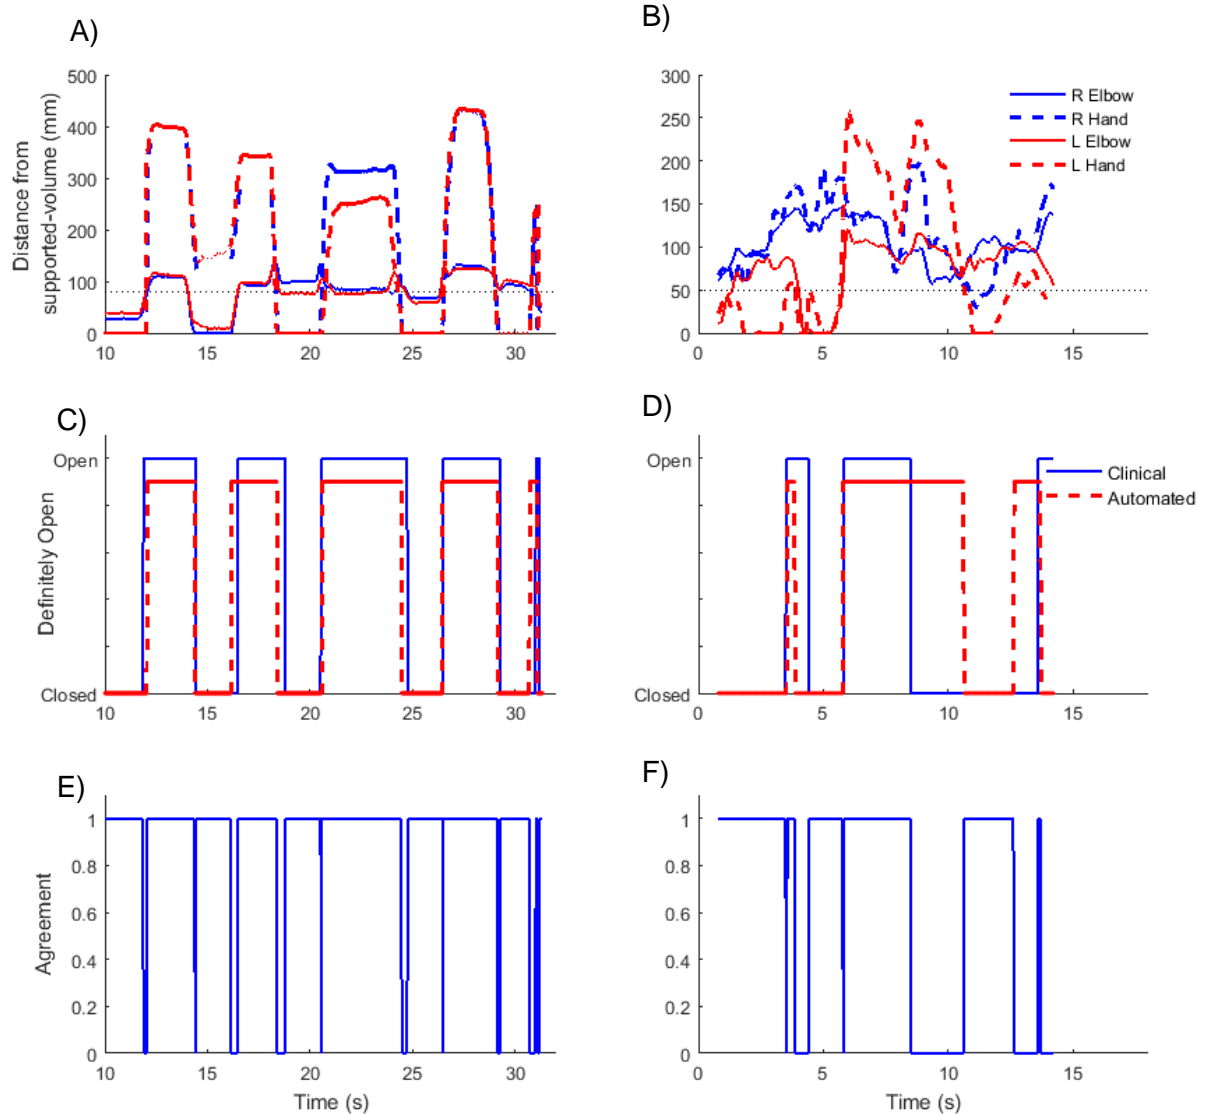 A)
B)
500
400
300
200
100
0
Distance from
supported-volume (mm)
10
15
20
25
30
300
250
200
150
100
50
0
0
5
10
15
R Elbow
R Hand
L Elbow
L Hand
C)
D)
Open
Closed
Definitely Open
10
15
20
25
30
Open
Closed
0
5
10
15
Clinical
Automated
E)
F)
1
0.8
0.6
0.4
0.2
0
Agreement
10
15
20
25
30
Time (s)
1
0.8
0.6
0.4
0.2
0
0
5
10
15
Time (s)